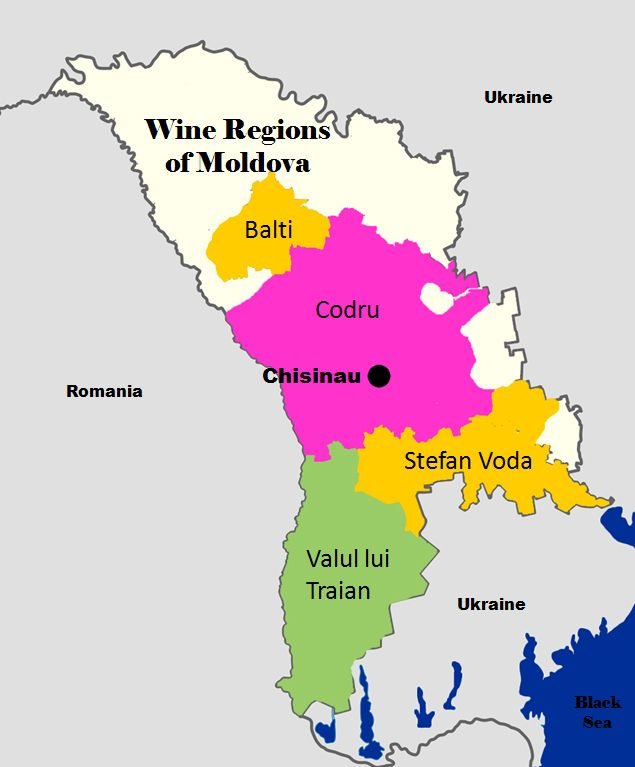 Ukraine
Wine Regions
of Moldova
Balti
Codru
Chisinau
Romania
Stefan Voda
Valul lui
Traian
Ukraine
Black
Sea